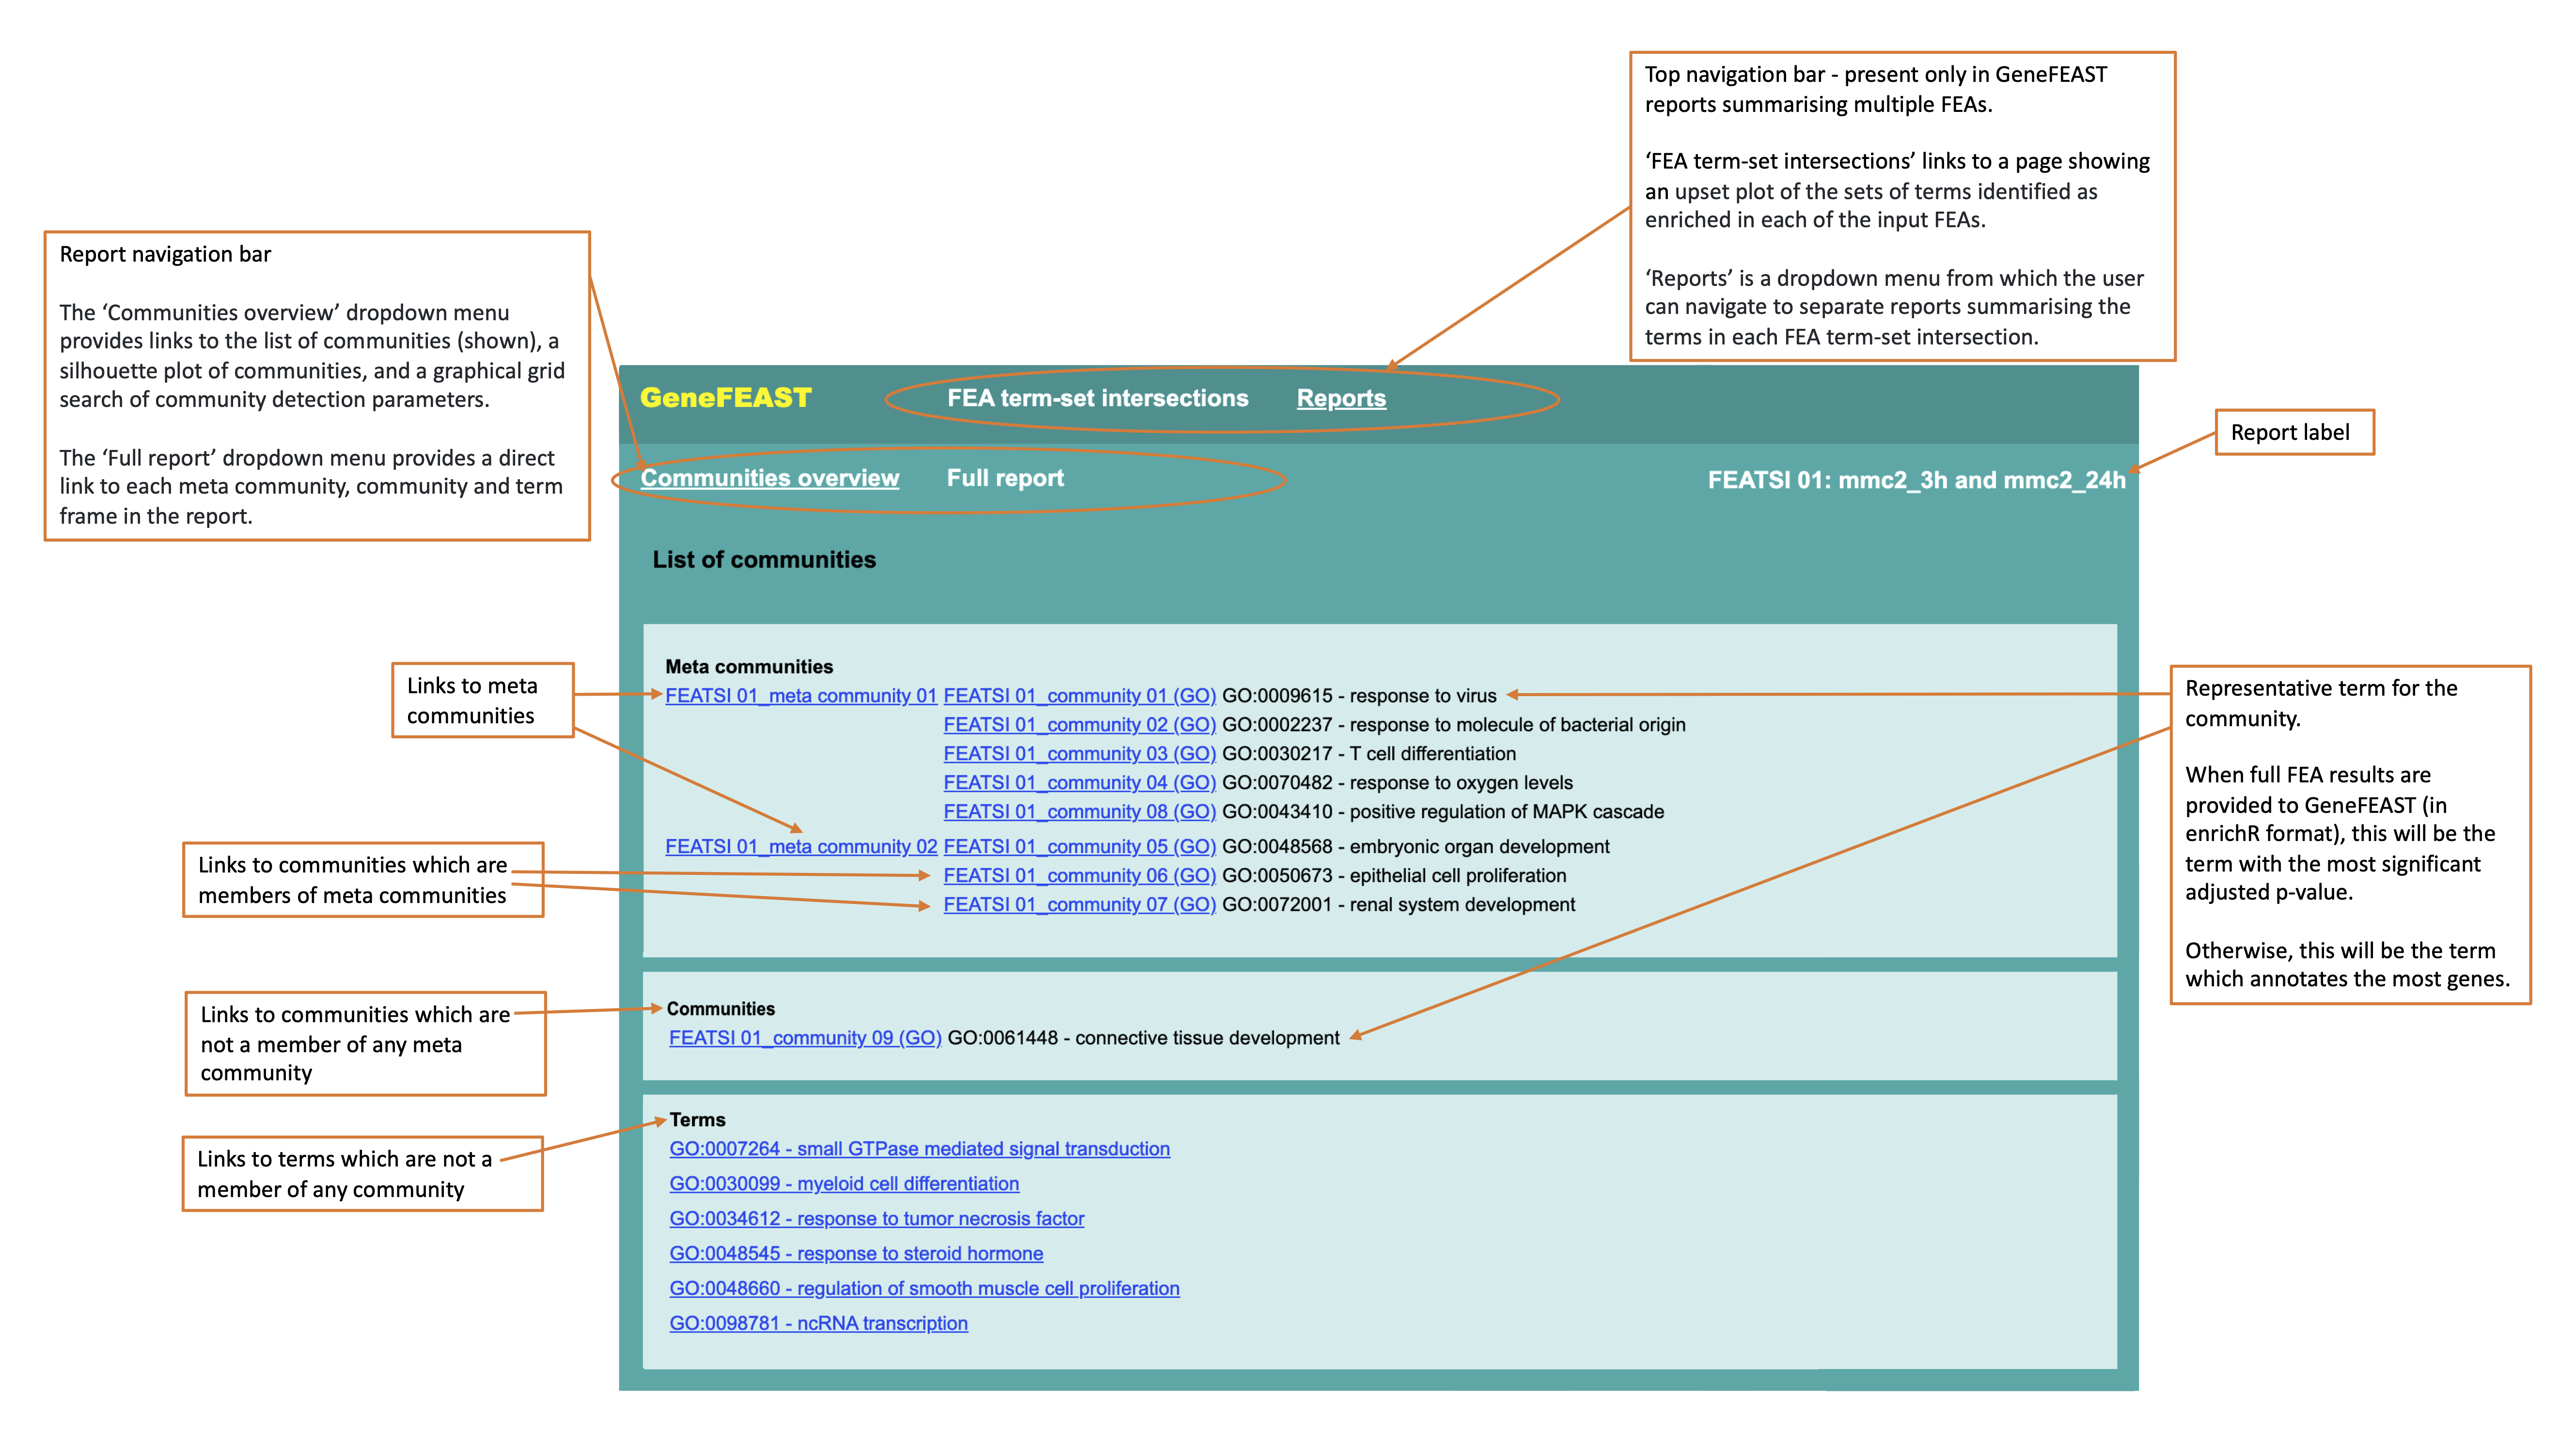 Top navigation bar - present only in GeneFEAST
reports summarising multiple FEAs.
‘FEA term-set intersections’ links to a page showing
an upset plot of the sets of terms identified as
enriched in each of the input FEAs.
‘Reports’ is a dropdown menu from which the user
can navigate to separate reports summarising the
terms in each FEA term-set intersection.
Report navigation bar
The ‘Communities overview’ dropdown menu
provides links to the list of communities (shown), a
silhouette plot of communities, and a graphical grid
search of community detection parameters.
The ‘Full report’ dropdown menu provides a direct
link to each meta community, community and term
frame in the report.
GeneFEAST FEA term-set intersections Reports
Report label
Communities overview Full report FEATSI 01: mmc2_3h and mmc2_24h
List of communities
Links to meta
communities
Meta communities
FEATSI 01_meta community 01 FEATSI 01_community 01 (GO) GO:0009615 - response to virus
FEATSI 01_community 02 (GO) GO:0002237 - response to molecule of bacterial origin
FEATSI 01_community 03 (GO) GO:0030217 - T cell differentiation
FEATSI 01_community 04 (GO) GO:0070482 - response to oxygen levels
FEATSI 01_community 08 (GO) GO:0043410 - positive regulation of MAPK cascade
FEATSI 01_meta community 02 FEATSI 01_community 05 (GO) GO:0048568 - embryonic organ development
FEATSI 01_community 06 (GO) GO:0050673 - epithelial cell proliferation
FEATSI 01_community 07 (GO) GO:0072001 - renal system development
Representative term for the
community.
When full FEA results are
provided to GeneFEAST (in
enrichR format), this will be the
term with the most significant
adjusted p-value.
Otherwise, this will be the term
which annotates the most genes.
Links to communities which are
members of meta communities
Links to communities which are
not a member of any meta
community
Communities
FEATSI 01_community 09 (GO) GO:0061448 - connective tissue development
Links to terms which are not a
member of any community
Terms
GO:0007264 - small GTPase mediated signal transduction
GO:0030099 - myeloid cell differentiation
GO:0034612 - response to tumor necrosis factor
GO:0048545 - response to steroid hormone
GO:0048660 - regulation of smooth muscle cell proliferation
GO:0098781 - ncRNA transcription